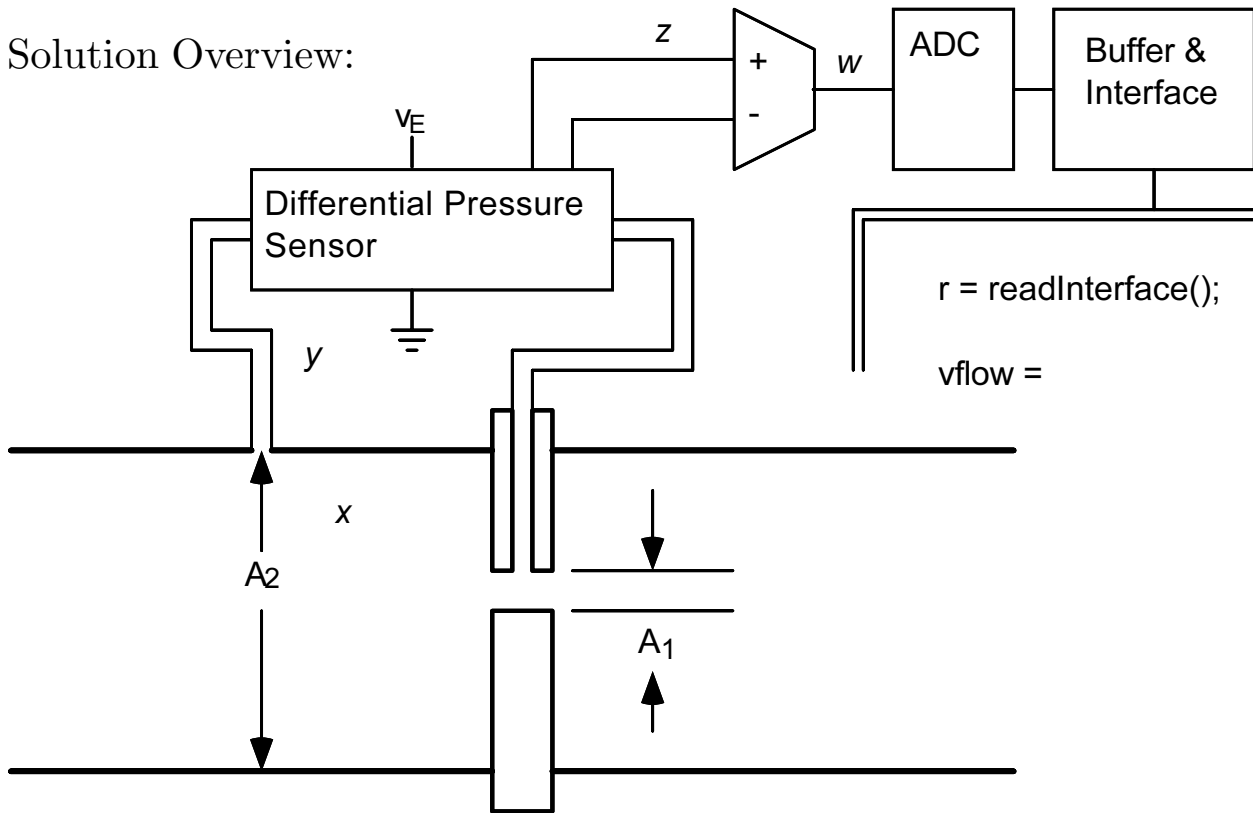 Solution Overview:
z
+
-
w
ADC
Buffer &
Interface
vE
Differential Pressure
Sensor
r = readInterface();
y
vflow =
x
A2
A1